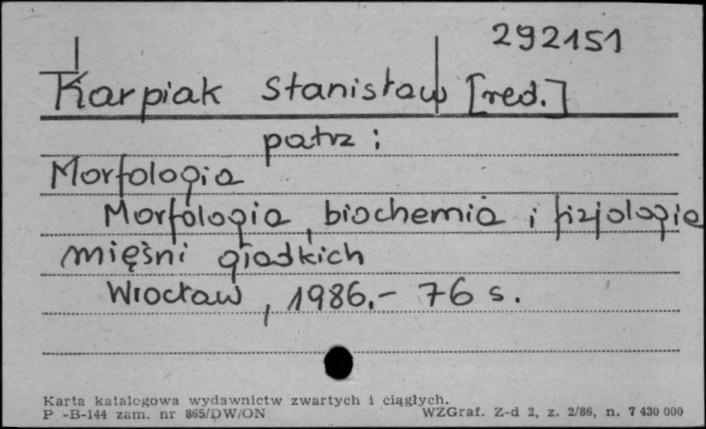 292151
Karpiak Stanisław [red.]
patrz :
Morfologia
Morfologia, biochemia i fizjologia
mięśni gładkich
Wrocław, 1986.- 76 s.
Karta katalogowa wydawnictw zwartych i ciągłych.
P -B-144 zam. nr 865/DW/ON WZGraf. Z-d 2, z. 2/86, n. 7 430 000